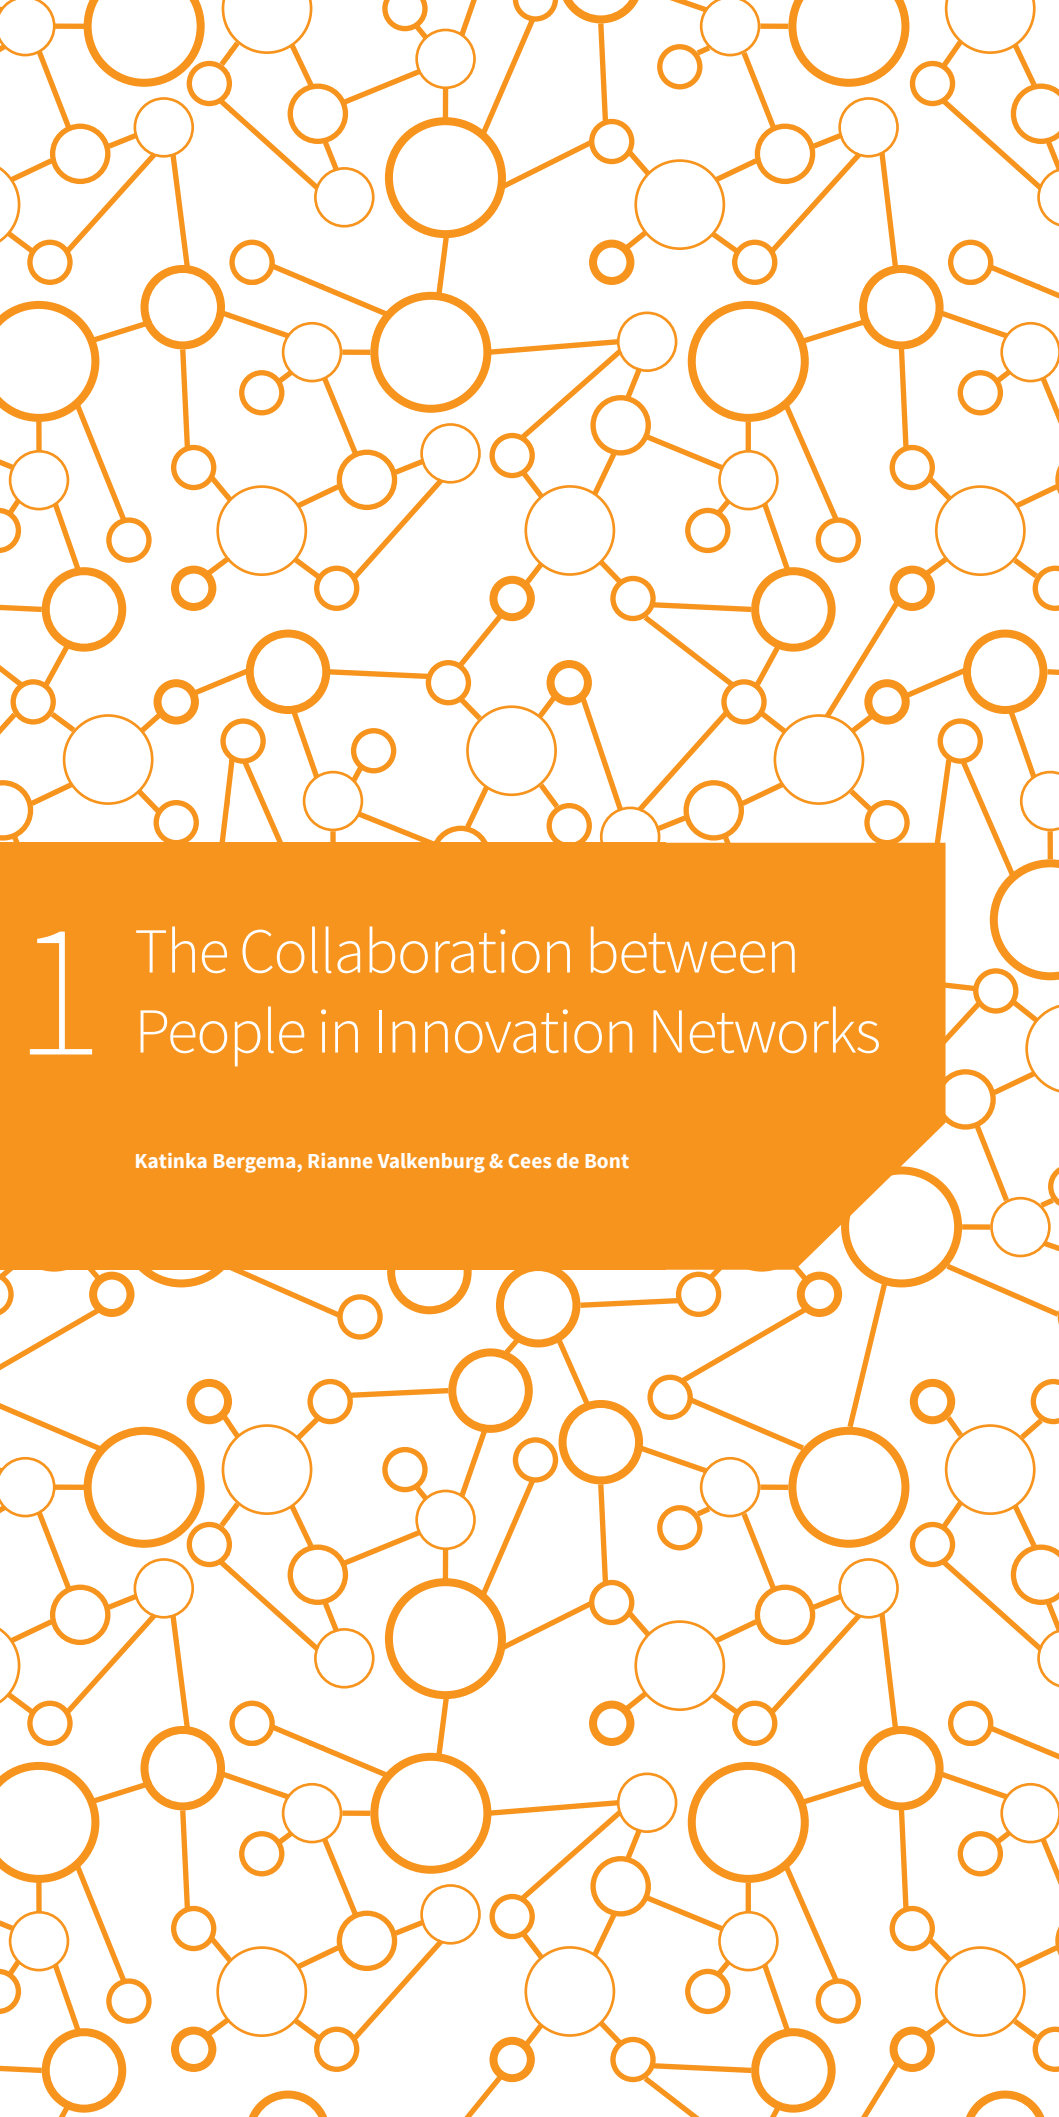 1
The Collaboration between
People in Innovation Networks
Katinka Bergema, Rianne Valkenburg & Cees de Bont